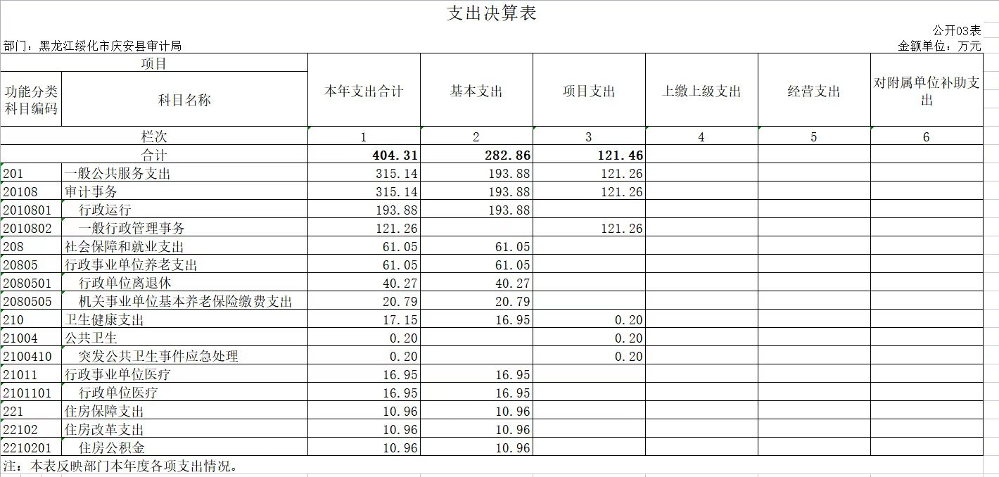 支出决算表
公开03表
部门：黑龙江绥化市庆安县审计局 金额单位：万元
项目 本年支出合计 基本支出 项目支出 上缴上级支出 经营支出 对附属单位补助支
出
功能分类
科目编码 科目名称
栏次 1 2 3 4 5 6
合计 404.31 282.86 121.46
201 一般公共服务支出 315.14 193.88 121.26
20108 审计事务 315.14 193.88 121.26
2010801 行政运行 193.88 193.88
2010802 一般行政管理事务 121.26 121.26
208 社会保障和就业支出 61.05 61.05
20805 行政事业单位养老支出 61.05 61.05
2080501 行政单位离退休 40.27 40.27
2080505 机关事业单位基本养老保险缴费支出 20.79 20.79
210 卫生健康支出 17.15 16.95 0.20
21004 公共卫生 0.20 0.20
2100410 突发公共卫生事件应急处理 0.20 0.20
21011 行政事业单位医疗 16.95 16.95
2101101 行政单位医疗 16.95 16.95
221 住房保障支出 10.96 10.96
22102 住房改革支出 10.96 10.96
2210201 住房公积金 10.96 10.96
注：本表反映部门本年度各项支出情况。